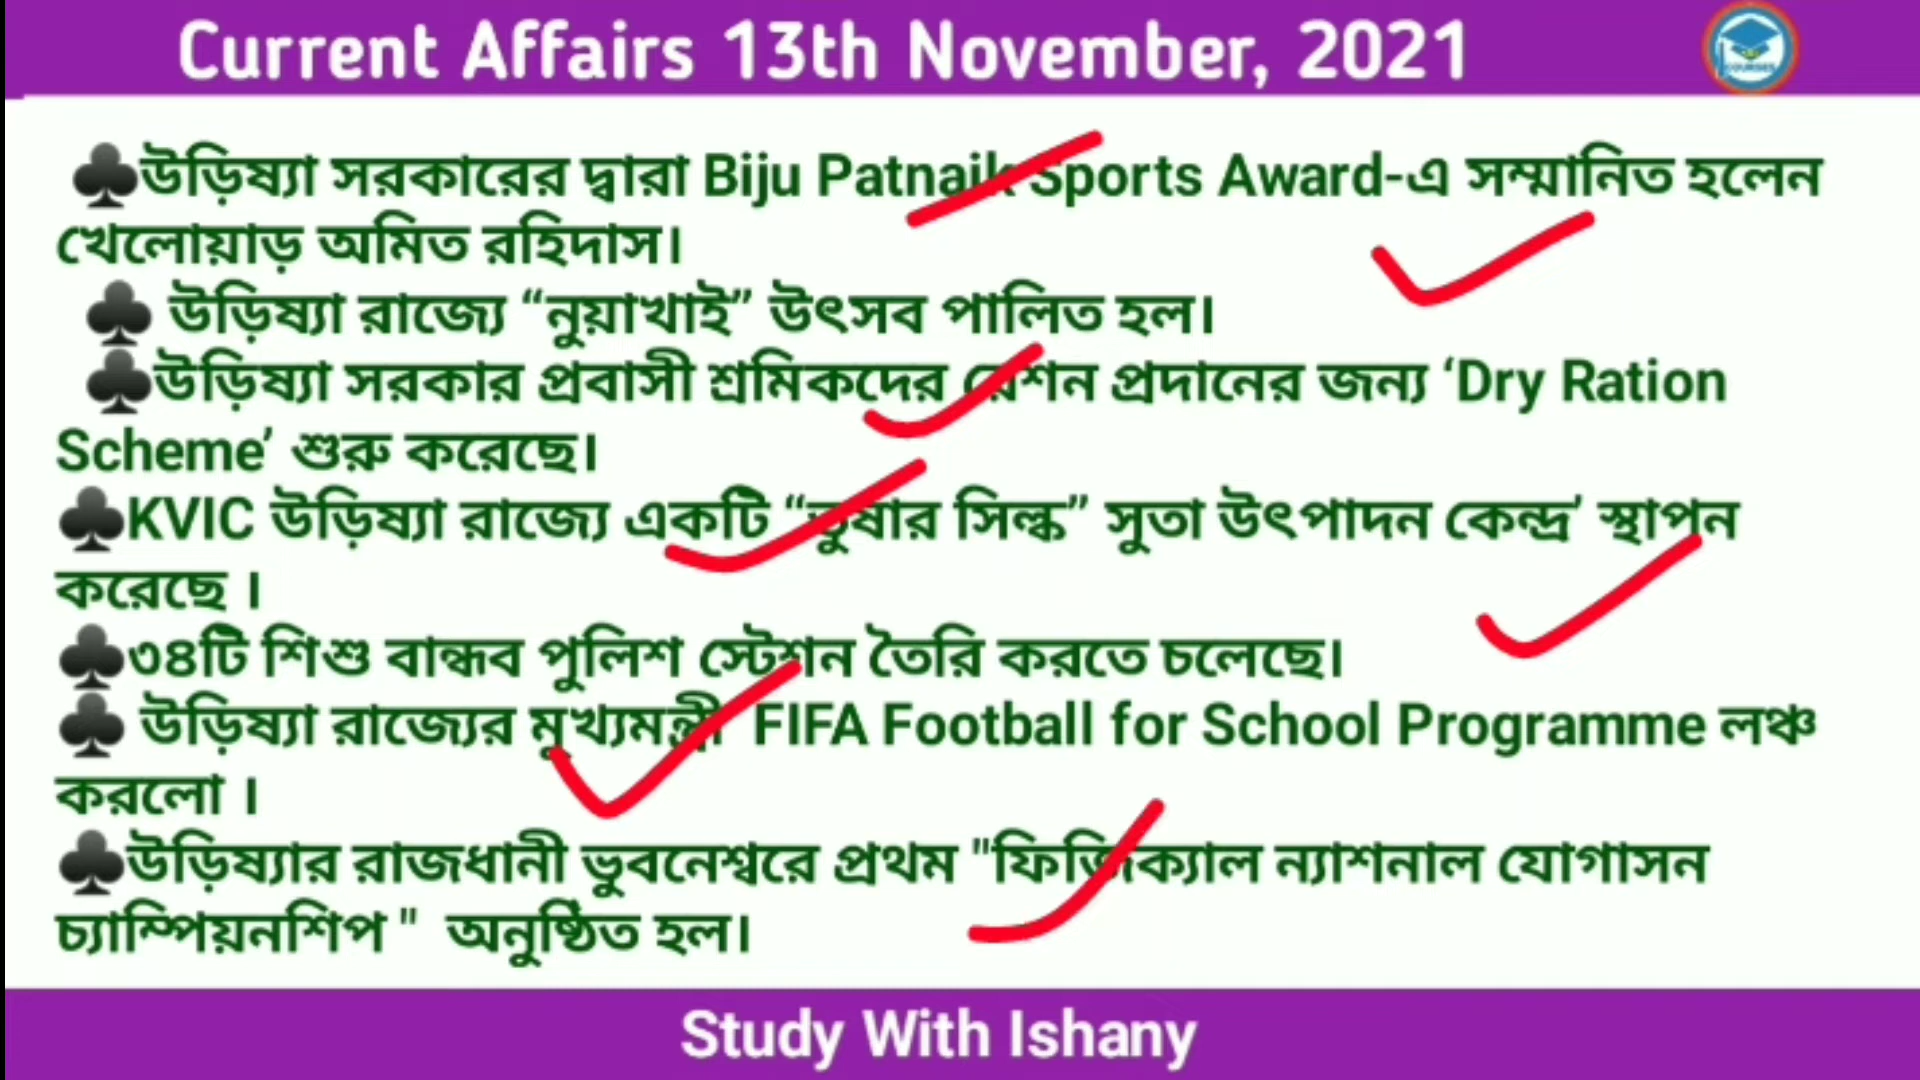 Current Affairs 13th November, 2021
COURSES
♣উড়িষ্যা সরকারের দ্বারা Biju Patnaik Sports Award-এ সম্মানিত হলেন
খেলোয়াড় অমিত রহিদাস।
♣ উড়িষ্যা রাজ্যে “নুয়াখাই” উৎসব পালিত হল।
♣উড়িষ্যা সরকার প্রবাসী শ্রমিকদের রেশন প্রদানের জন্য ‘Dry Ration
Scheme’ শুরু করেছে।
♣KVIC উড়িষ্যা রাজ্যে একটি “তুষার সিল্ক” সুতা উৎপাদন কেন্দ্র’ স্থাপন
করেছে ।
♣৩৪টি শিশু বান্ধব পুলিশ স্টেশন তৈরি করতে চলেছে।
♣ উড়িষ্যা রাজ্যের মুখ্যমন্ত্রী FIFA Football for School Programme লঞ্চ
করলো ।
♣উড়িষ্যার রাজধানী ভুবনেশ্বরে প্রথম "ফিজিক্যাল ন্যাশনাল যোগাসন
চ্যাম্পিয়নশিপ " অনুষ্ঠিত হল।
Study With Ishany